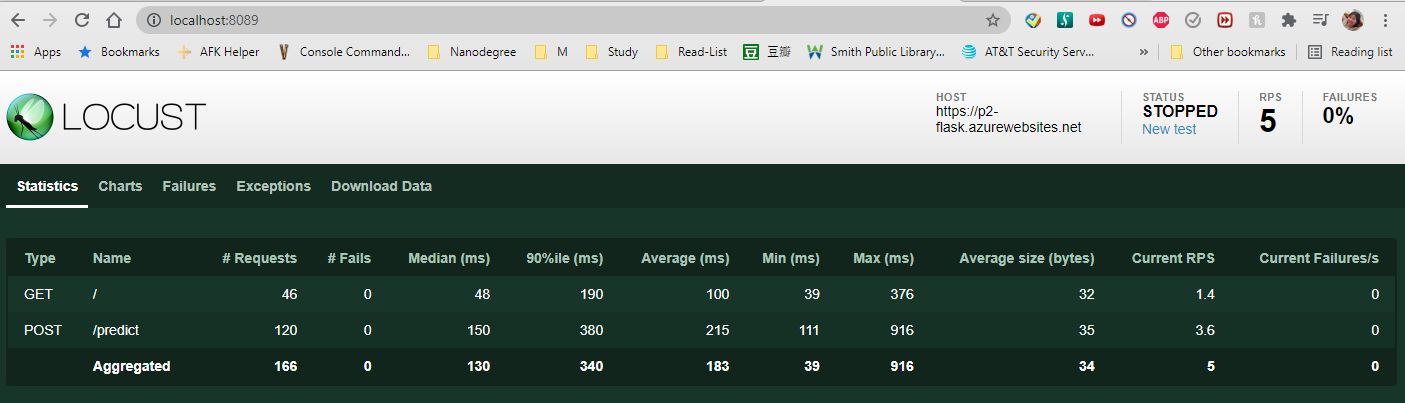 localhost:8089
ABP
Apps Bookmarks AFK Helper Console Command... Nanodegree M Study Read-List 豆 豆瓣 Smith Public Library... AT&T Security Serv... » Other bookmarks Reading list
LOCUST
HOST
https://p2-
flask.azurewebsites.net
STATUS
STOPPED
New test
RPS
5
FAILURES
0%
Statistics Charts Failures Exceptions Download Data
Type Name # Requests # Fails Median (ms) 90%ile (ms) Average (ms) Min (ms) Max (ms) Average size (bytes) Current RPS Current Failures/s
GET / 46 0 48 190 100 39 376 32 1.4 0
POST /predict 120 0 150 380 215 111 916 35 3.6 0
Aggregated 166 0 130 340 183 39 916 34 5 0